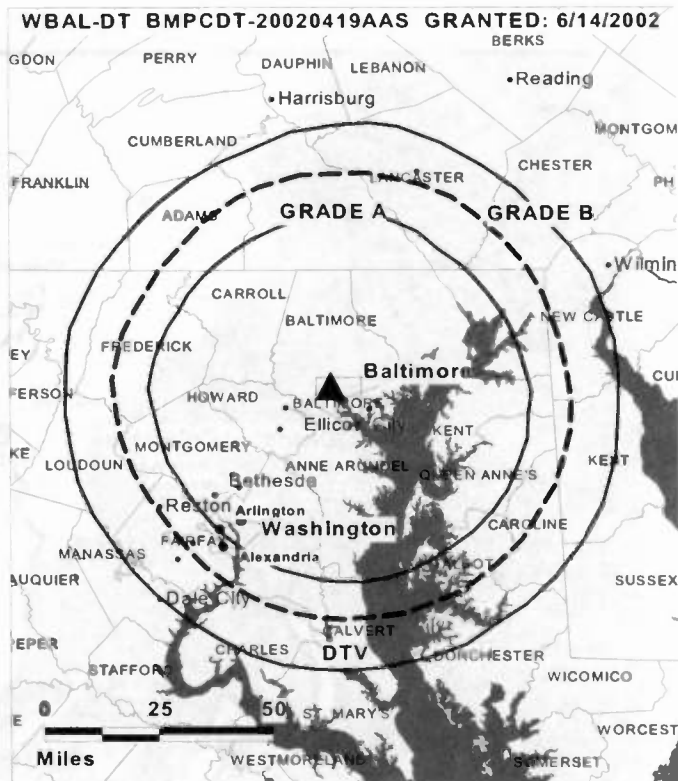 WBAL-DT BMPCDT-20020419AAS GRANTED: 6/14/2002
BERKS
GDON
PERRY
DAUPHIN
LEBANON
Reading
Harrisburg
CUMBERLAND
MONTGOM
CHESTER
FRANKLIN
LANCASTER
PH
ADAMS
GRADE A
GRADE B
Wilmin
CARROLL
BALTIMORE
NEW CASTLE
FREDERICK
EY
Baltimore
FERSON
HOWARD
BALTIMORE
Ellicott City
KENT
MONTGOMERY
KE
LOUDOUN
ANNE ARUNDEL
QUEEN ANNE'S
KENT
Bethesda
Reston
Arlington
Washington
CAROLINE
FAIRFAX
MANASSAS
Alexandria
TALBOT
AUQUIER
SUSSEX
Dale City
CALVERT
PEPER
CHARLES
DTV
DORCHESTER
STAFFORD
WICOMICO
0 25 50
ST. MARY'S
E
WORCEST
Miles
WESTMORELAND
SOMERSET